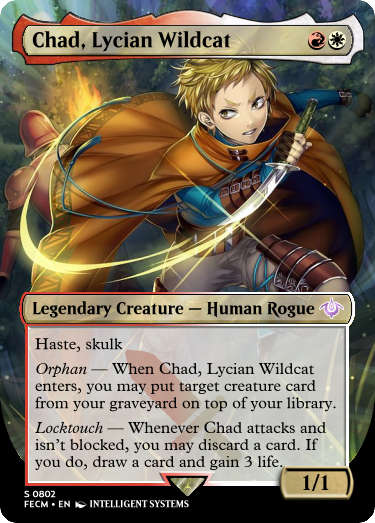 Chad, Lycian Wildcat
Legendary Creature — Human Rogue
Haste, skulk
Orphan — When Chad, Lycian Wildcat
enters, you may put target creature card
from your graveyard on top of your library.
Locktouch — Whenever Chad attacks and
isn't blocked, you may discard a card. If
you do, draw a card and gain 3 life.
1/1
S 0802
FECM • EN INTELLIGENT SYSTEMS